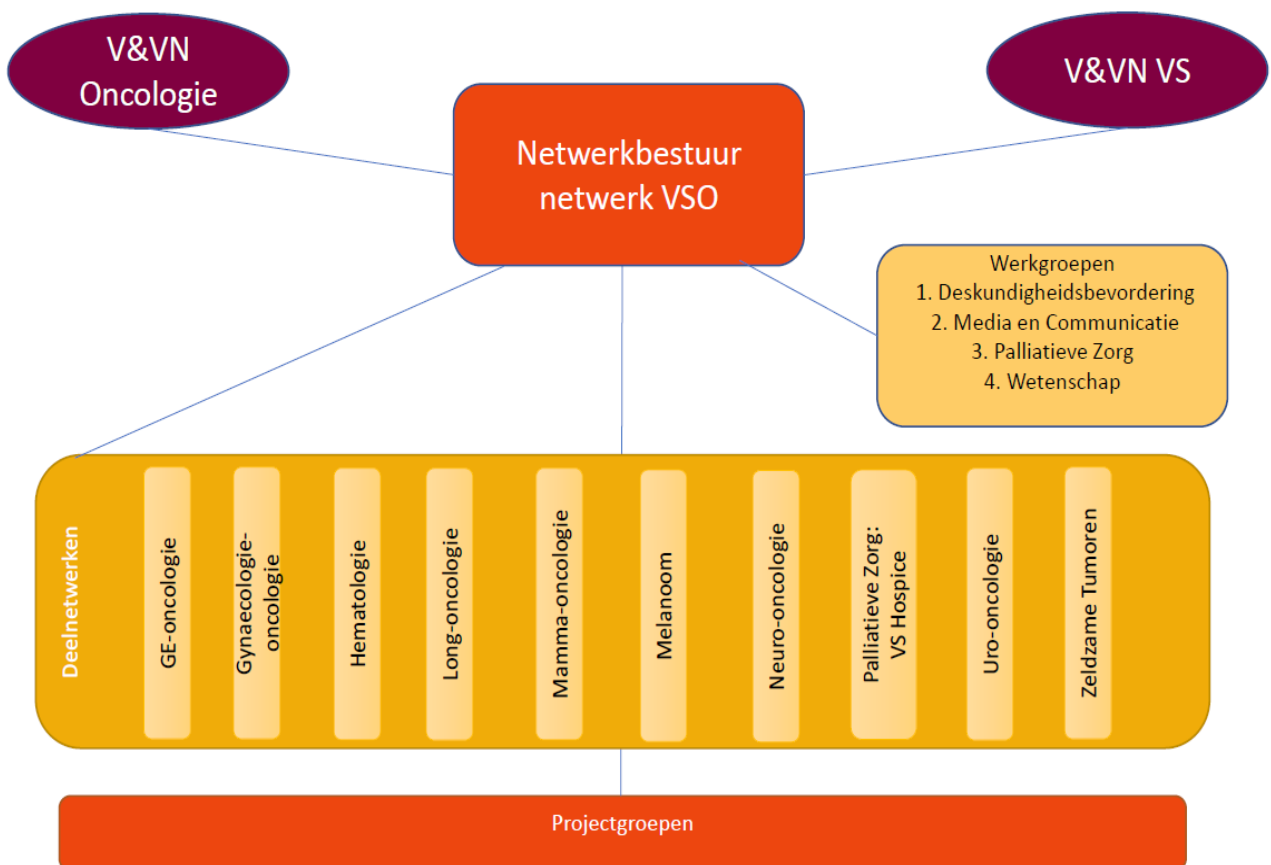 V&VN
Oncologie
V&VN VS
Netwerkbestuur
netwerk VSO
Werkgroepen
1. Deskundigheidsbevordering
2. Media en Communicatie
3. Palliatieve Zorg
4. Wetenschap
Deelnetwerken
GE-oncologie
Gynaecologie-
oncologie
Hematologie
Long-oncologie
Mamma-oncologie
Melanoom
Neuro-oncologie
Palliatieve Zorg:
VS Hospice
Uro-oncologie
Zeldzame Tumoren
Projectgroepen